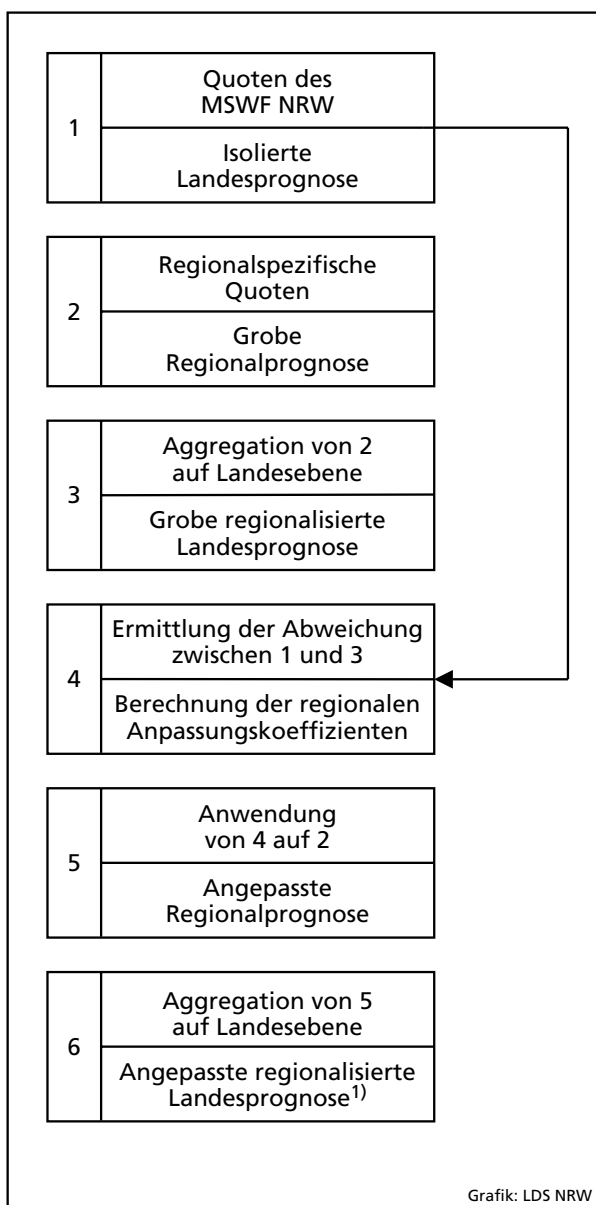 1
Quoten des
MSWF NRW
Isolierte
Landesprognose
2
Regionalspezifische
Quoten
Grobe
Regionalprognose
3
Aggregation von 2
auf Landesebene
Grobe regionalisierte
Landesprognose
4
Ermittlung der Abweichung
zwischen 1 und 3
Berechnung der regionalen
Anpassungskoeffizienten
5
Anwendung
von 4 auf 2
Angepasste
Regionalprognose
6
Aggregation von 5
auf Landesebene
Angepasste regionalisierte
Landesprognose1)
Grafik: LDS NRW